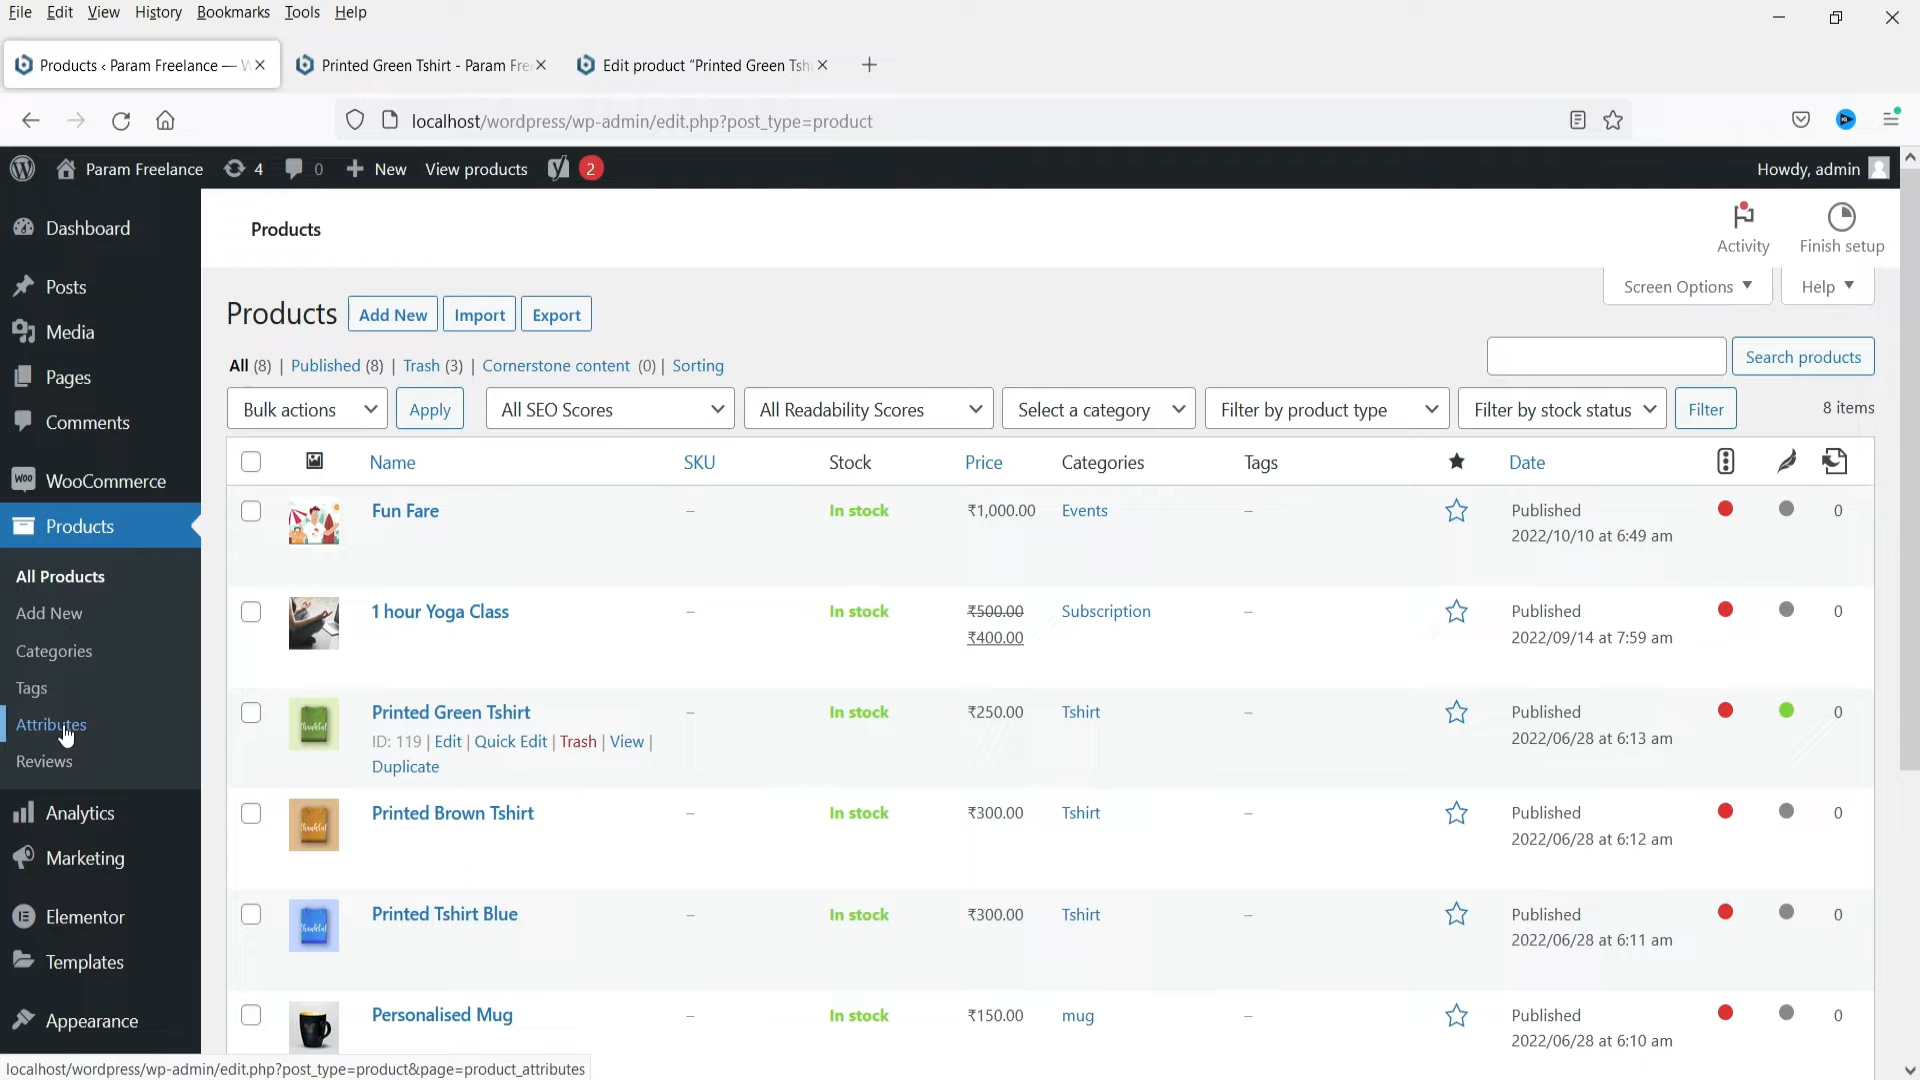 File Edit View History Bookmarks Tools Help
Products ‹ Param Freelance — W
Printed Green Tshirt - Param Fre
Edit product “Printed Green Tsh
localhost/wordpress/wp-admin/edit.php?post_type=product
Param Freelance 4 0 New View products 2 Howdy, admin
Dashboard
Posts
Media
Pages
Comments
WooCommerce
Products
All Products
Add New
Categories
Tags
Attributes
Reviews
Analytics
Marketing
Elementor
Templates
Appearance
Products
Activity
Finish setup
Screen Options Help
Products Add New Import Export
All (8) | Published (8) | Trash (3) | Cornerstone content (0) | Sorting
Search products
Bulk actions Apply All SEO Scores All Readability Scores Select a category Filter by product type Filter by stock status Filter 8 items
Name SKU Stock Price Categories Tags Date
Fun Fare – In stock ₹1,000.00 Events – Published 0
2022/10/10 at 6:49 am
1 hour Yoga Class – In stock ₹500.00 Subscription – Published 0
₹400.00 2022/09/14 at 7:59 am
Printed Green Tshirt – In stock ₹250.00 Tshirt – Published 0
ID: 119 | Edit | Quick Edit | Trash | View | 2022/06/28 at 6:13 am
Duplicate
Printed Brown Tshirt – In stock ₹300.00 Tshirt – Published 0
2022/06/28 at 6:12 am
Printed Tshirt Blue – In stock ₹300.00 Tshirt – Published 0
2022/06/28 at 6:11 am
Personalised Mug – In stock ₹150.00 mug – Published 0
2022/06/28 at 6:10 am
localhost/wordpress/wp-admin/edit.php?post_type=product&page=product_attributes